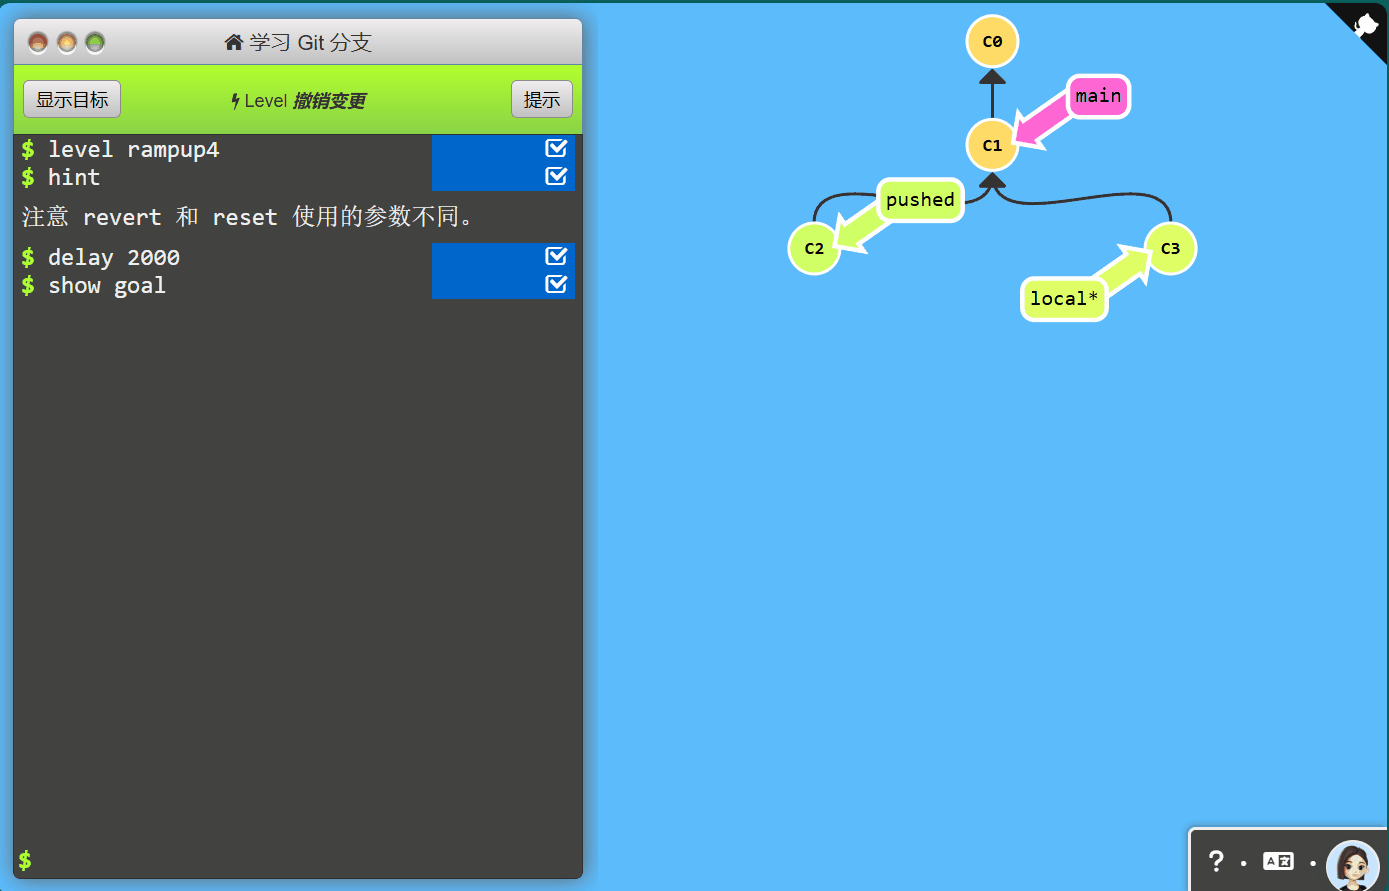 学习 Git 分支
显示目标
Level 撤销变更
提示
$ level rampup4
$ hint
注意 revert 和 reset 使用的参数不同。
$ delay 2000
$ show goal
$
C0
main
C1
pushed
C2
C3
local*
?
A